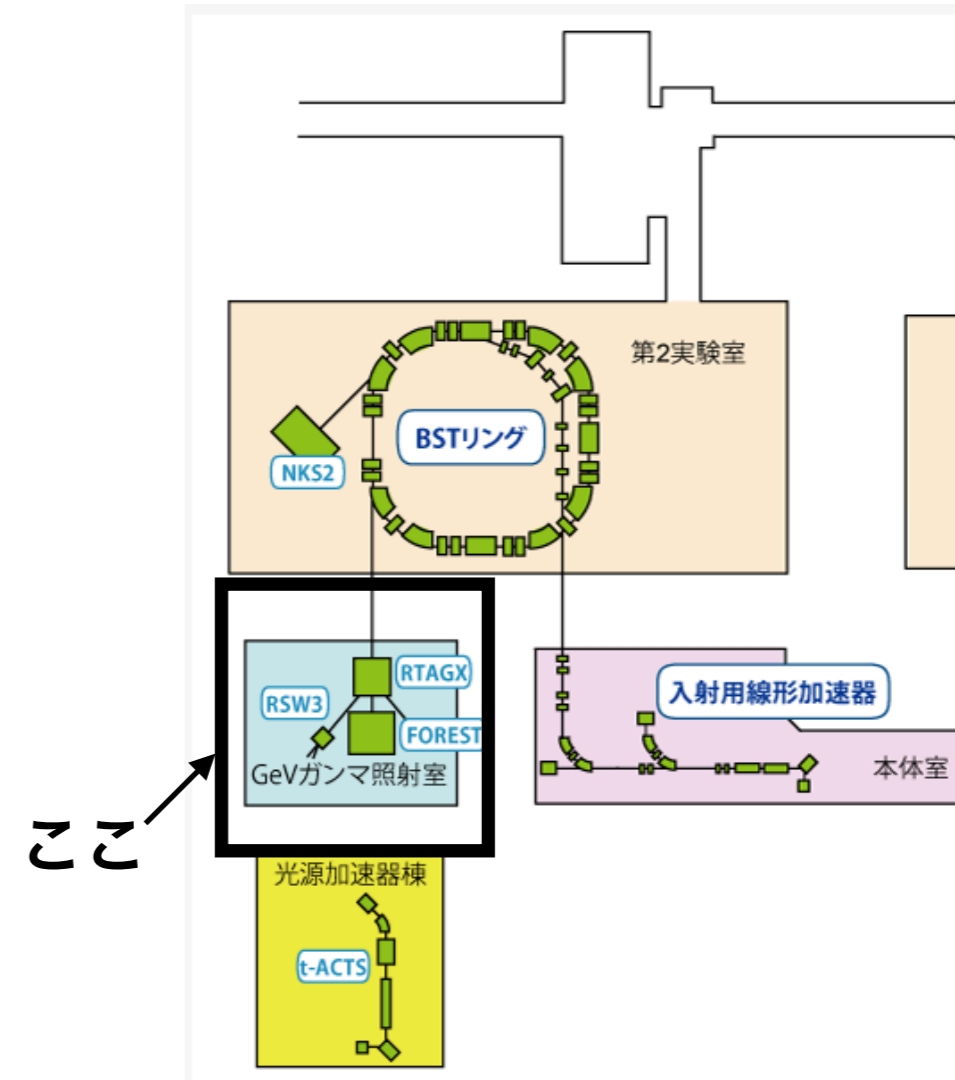 第2実験室
BSTリング
NKS2
RTAGX
RSW3
FOREST
GeVガンマ照射室
入射用線形加速器
本体室
ここ
光源加速器棟
t-ACTS